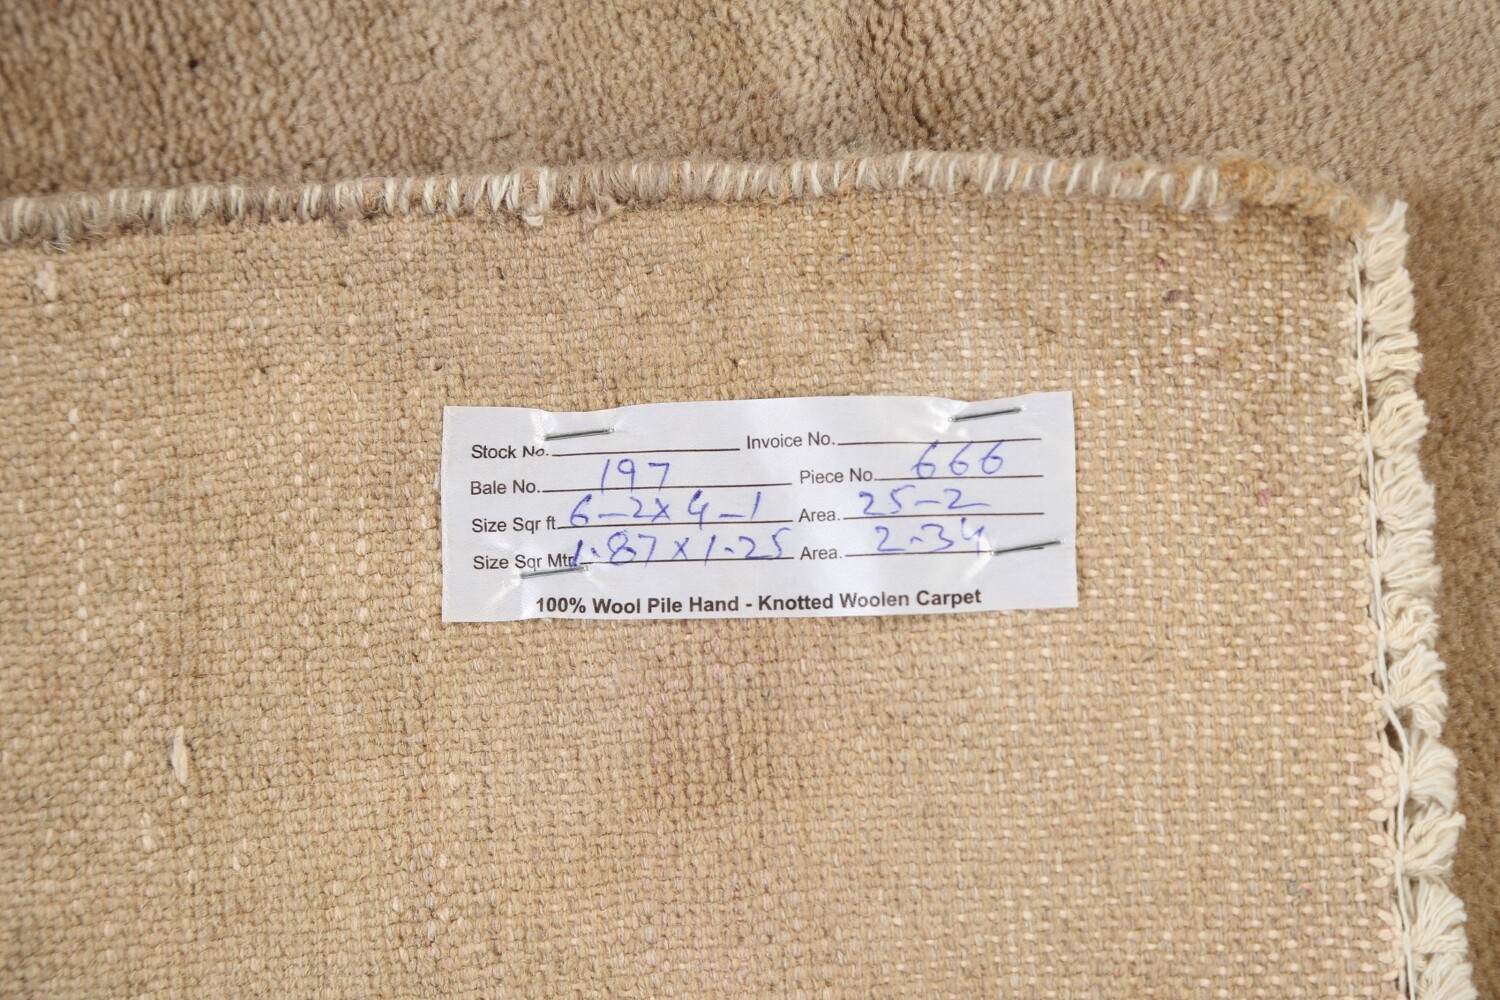 Stock No. Invoice No.
Bale No. 197 Piece No. 666
Size Sqr ft. 6-2x4-1 Area. 25-2
Size Sqr Mtr. 1.87x1.25 Area. 2.34
100% Wool Pile Hand - Knotted Woolen Carpet